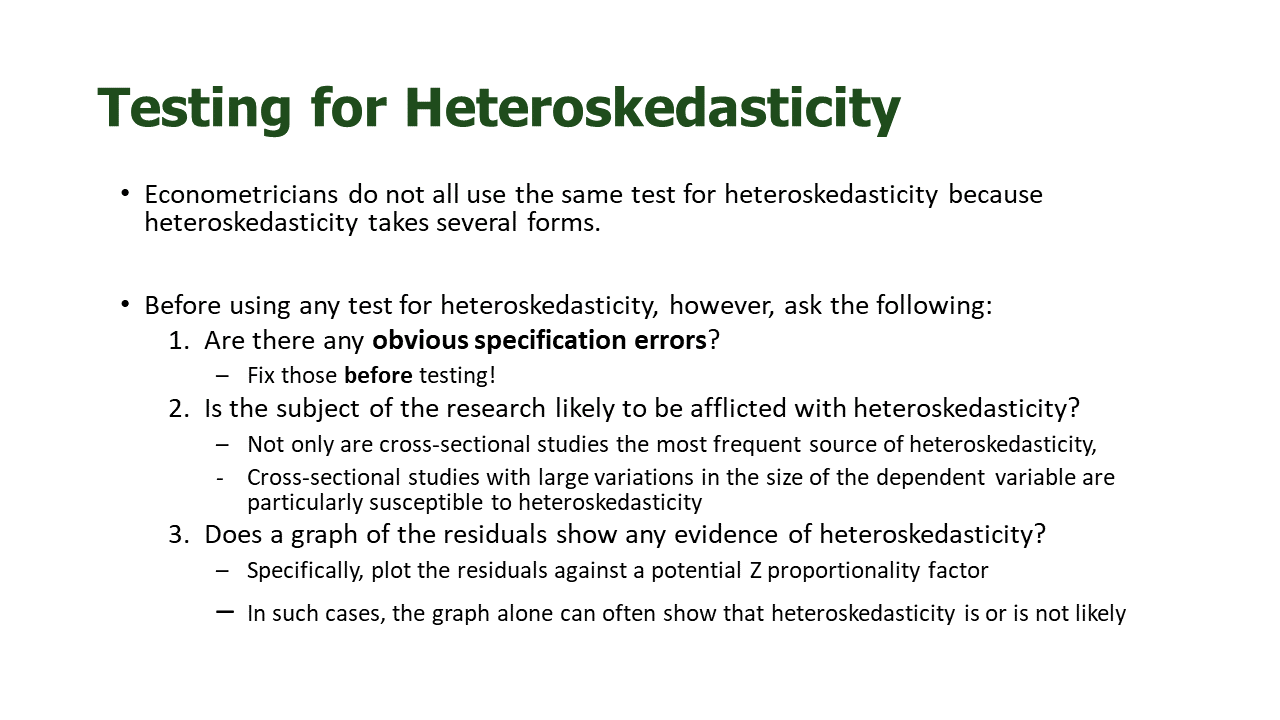 Testing for Heteroskedasticity
• Econometricians do not all use the same test for heteroskedasticity because
heteroskedasticity takes several forms.
• Before using any test for heteroskedasticity, however, ask the following:
1. Are there any obvious specification errors?
– Fix those before testing!
2. Is the subject of the research likely to be afflicted with heteroskedasticity?
– Not only are cross-sectional studies the most frequent source of heteroskedasticity,
- Cross-sectional studies with large variations in the size of the dependent variable are
particularly susceptible to heteroskedasticity
3. Does a graph of the residuals show any evidence of heteroskedasticity?
– Specifically, plot the residuals against a potential Z proportionality factor
– In such cases, the graph alone can often show that heteroskedasticity is or is not likely